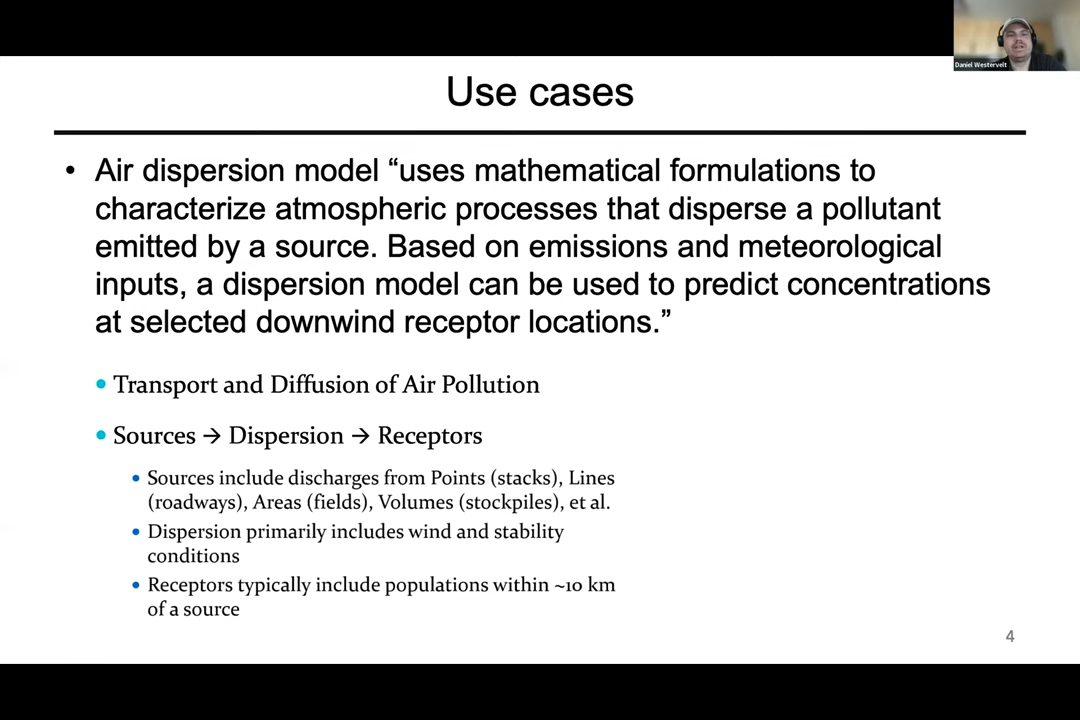 Daniel Westervelt
Use cases
• Air dispersion model “uses mathematical formulations to
characterize atmospheric processes that disperse a pollutant
emitted by a source. Based on emissions and meteorological
inputs, a dispersion model can be used to predict concentrations
at selected downwind receptor locations.”
• Transport and Diffusion of Air Pollution
• Sources → Dispersion → Receptors
• Sources include discharges from Points (stacks), Lines
(roadways), Areas (fields), Volumes (stockpiles), et al.
• Dispersion primarily includes wind and stability
conditions
• Receptors typically include populations within ~10 km
of a source
4